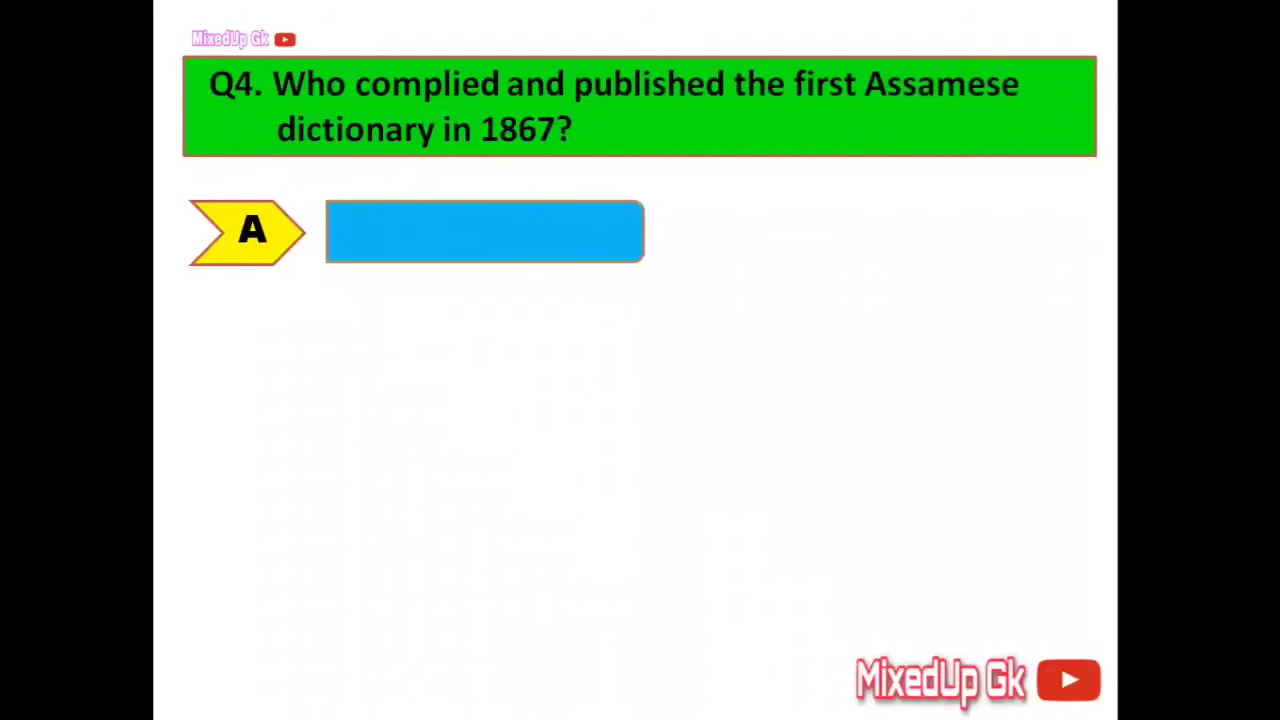 MixedUp Gk
Q4. Who complied and published the first Assamese
dictionary in 1867?
A
MixedUp Gk